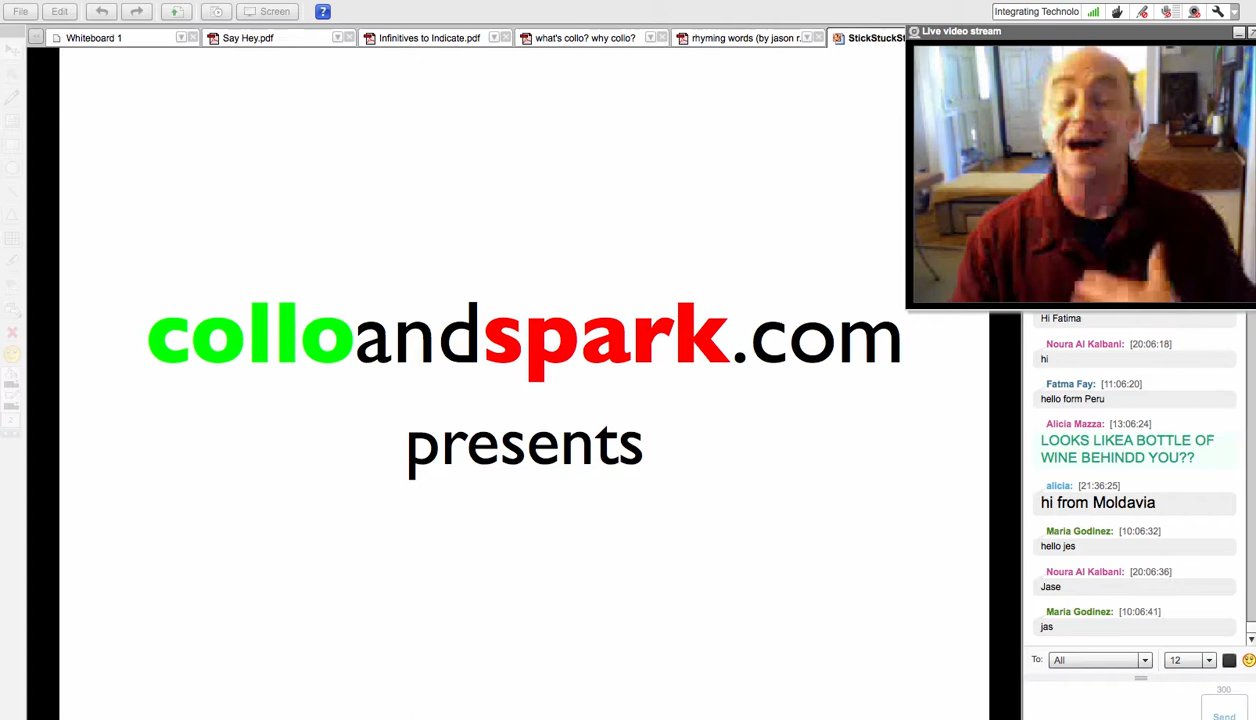 File
Edit
Screen
?
Integrating Technolo
Whiteboard 1
Say Hey.pdf
Infinitives to Indicate.pdf
what's collo? why collo?
rhyming words (by jason r.
StickStuckSt
Live video stream
colloandspark.com
presents
Hi Fatima
Noura Al Kalbani: [20:06:18]
hi
Fatma Fay: [11:06:20]
hello form Peru
Alicia Mazza: [13:06:24]
LOOKS LIKEA BOTTLE OF
WINE BEHINDD YOU??
alicia: [21:36:25]
hi from Moldavia
Maria Godinez: [10:06:32]
hello jes
Noura Al Kalbani: [20:06:36]
Jase
Maria Godinez: [10:06:41]
jas
To: All 12
300
Send